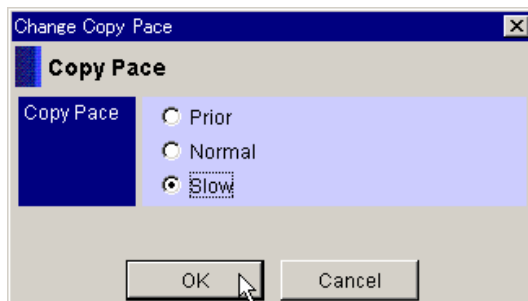 Change Copy Pace
Copy Pace
Copy Pace
Prior
Normal
Slow
OK
Cancel